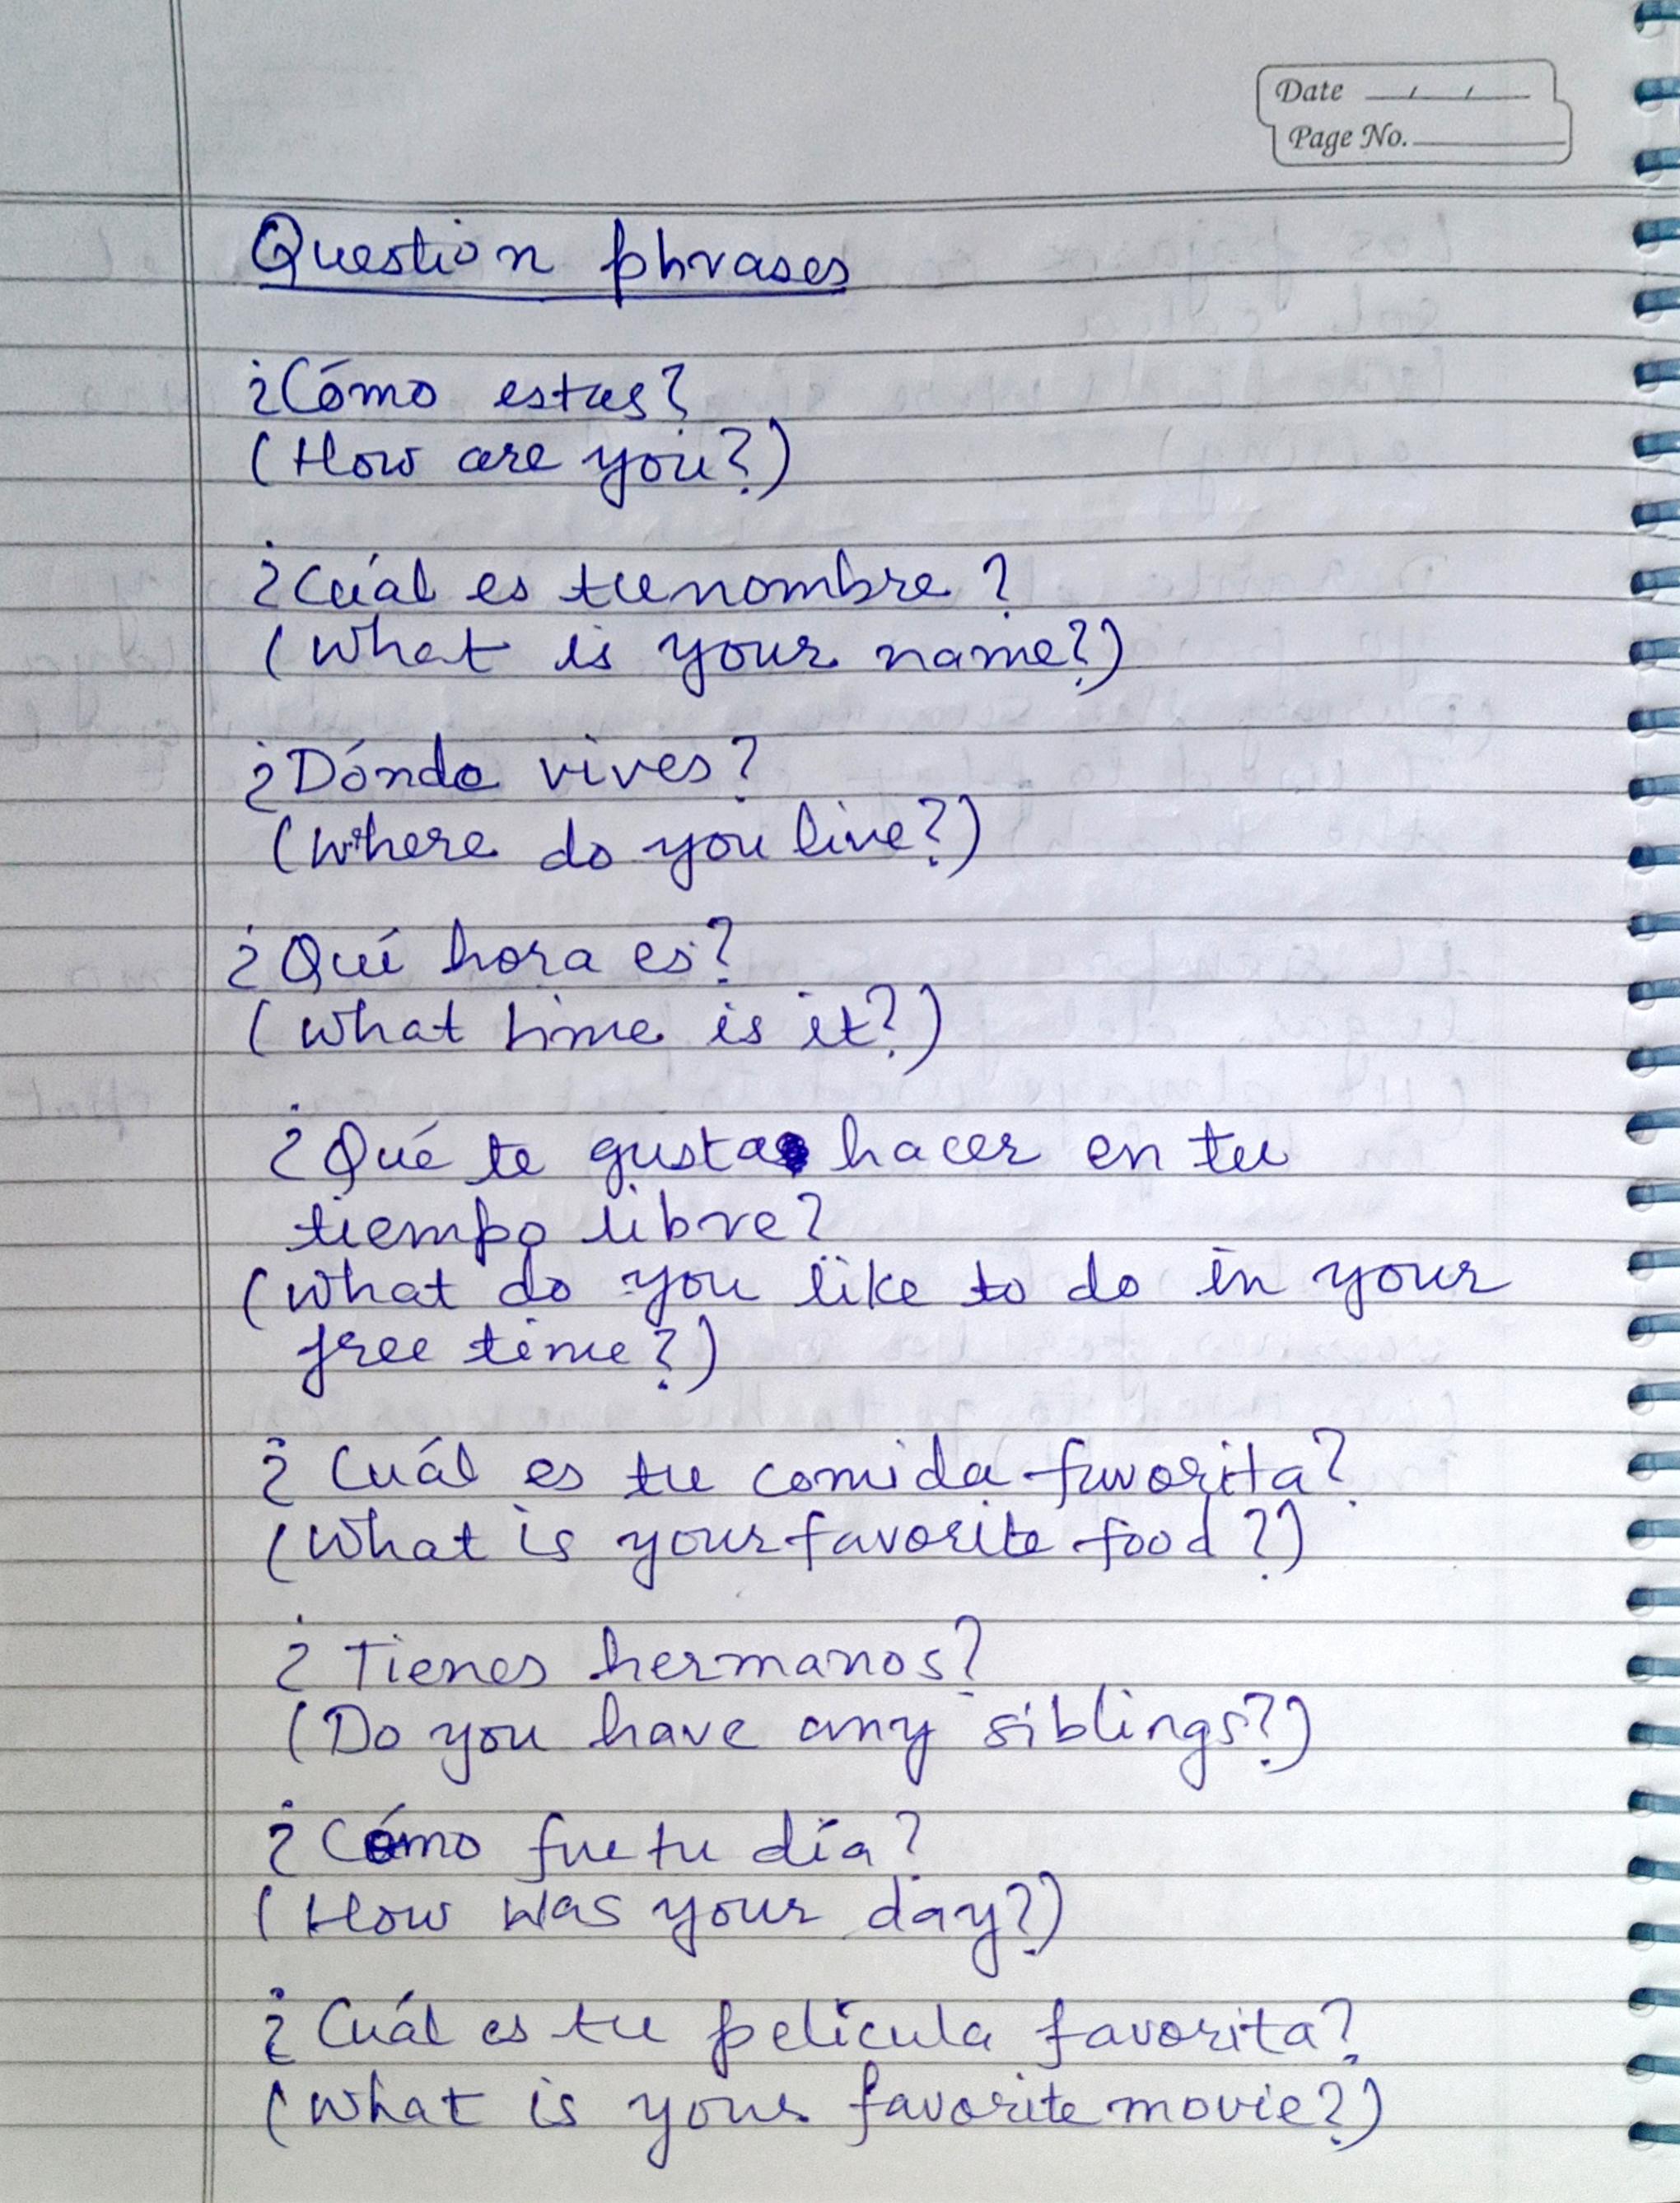 Date / /
Page No.
Question phrases
¿Cómo estas?
(How are you?)
¿Cuál es tu nombre?
(What is your name?)
¿Dónde vives?
(Where do you live?)
¿Qué hora es?
(What time is it?)
¿Qué te gusta hacer en tu
tiempo libre?
(What do you like to do in your
free time?)
¿Cuál es tu comida favorita?
(What is your favorite food?)
¿Tienes hermanos?
(Do you have any siblings?)
¿Cómo fue tu día?
(How was your day?)
¿Cuál es tu película favorita?
(What is your favorite movie?)